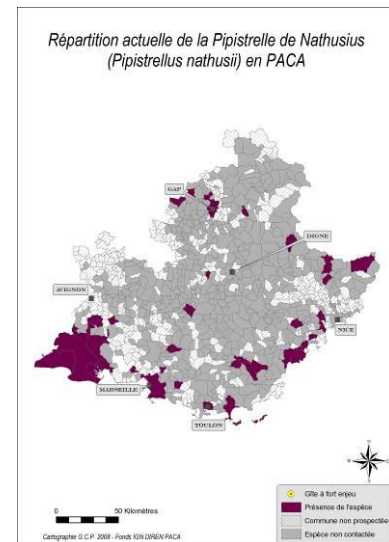 Répartition actuelle de la Pipistrelle de Nathusius
(Pipistrellus nathusii) en PACA
GAP
DIGNE
AVIGNON
NICE
MARSEILLE
TOULON
0 50 Kilomètres
N
Gîte à fort enjeu
Présence de l'espèce
Commune non prospectée
Espèce non contactée
Cartographie G.C.P. 2008 - Fonds IGN DIREN PACA